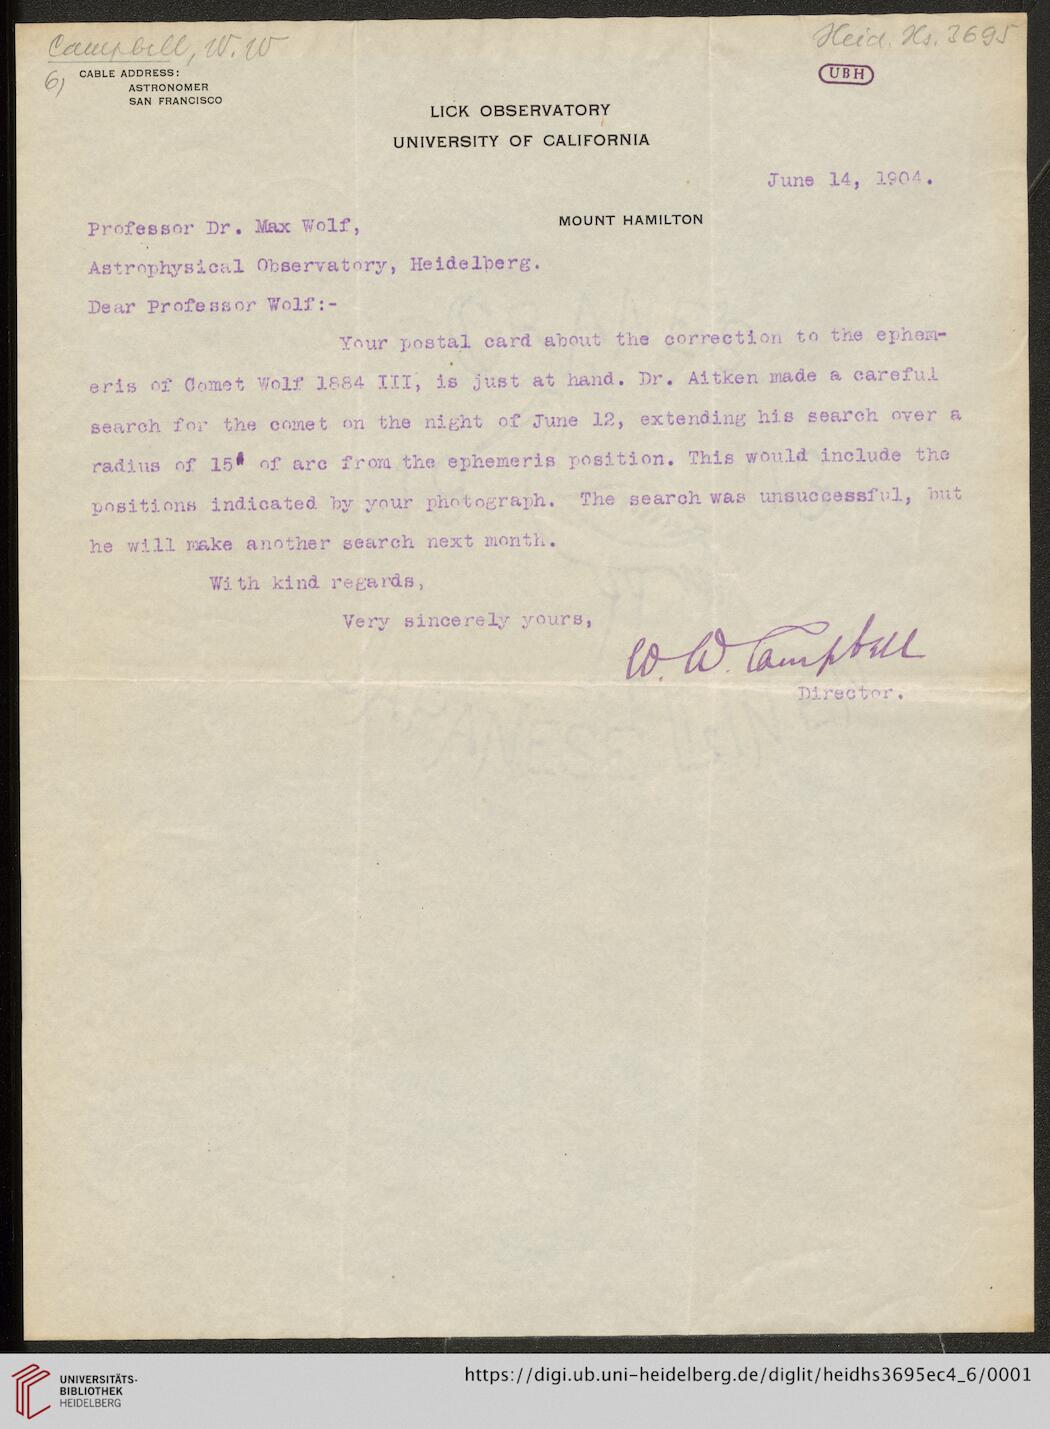 Campbell, W. W
Heid. Hs. 3695
6)
CABLE ADDRESS:
ASTRONOMER
SAN FRANCISCO
UBH
LICK OBSERVATORY
UNIVERSITY OF CALIFORNIA
June 14, 1904.
MOUNT HAMILTON
Professor Dr. Max Wolf,
Astrophysical Observatory, Heidelberg.
Dear Professor Wolf:-
Your postal card about the correction to the ephem-
eris of Comet Wolf 1884 III, is just at hand. Dr. Aitken made a careful
search for the comet on the night of June 12, extending his search over a
radius of 15' of arc from the ephemeris position. This would include the
positions indicated by your photograph. The search was unsuccessful, but
he will make another search next month.
With kind regards,
Very sincerely yours,
W. W. Campbell
Director.
UNIVERSITÄTS-
BIBLIOTHEK
HEIDELBERG
https://digi.ub.uni-heidelberg.de/diglit/heidhs3695ec4_6/0001